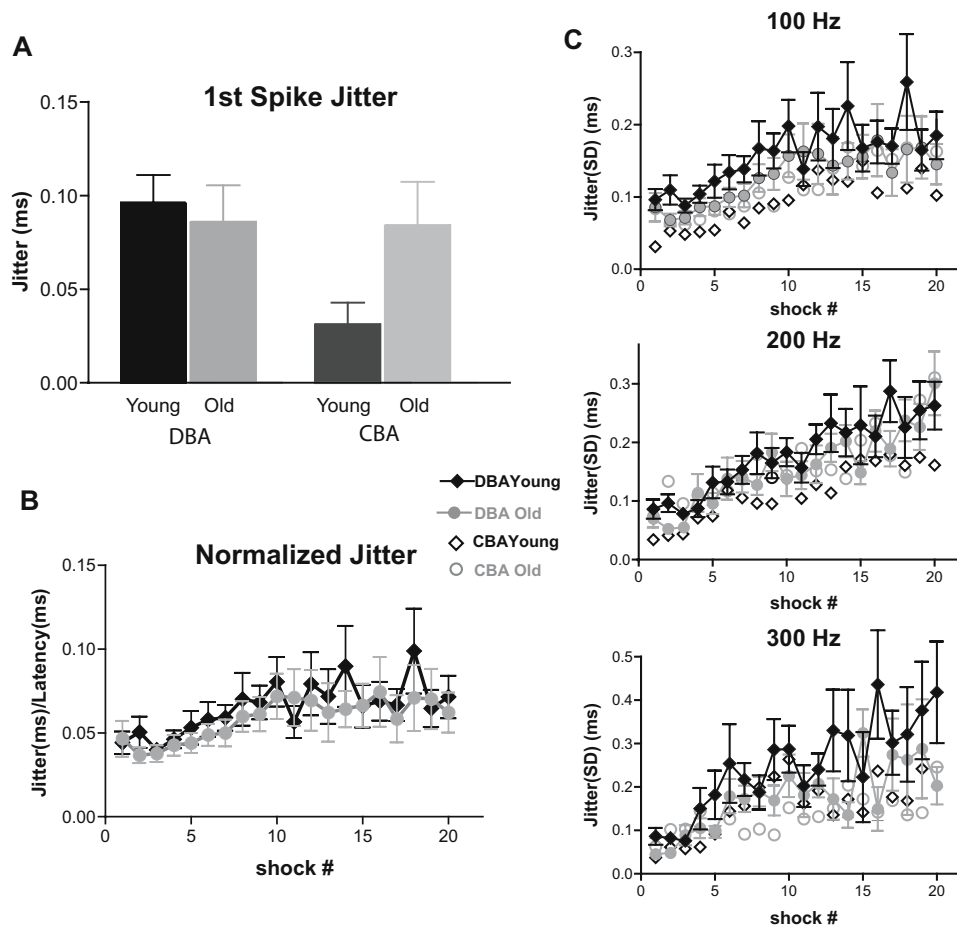 A
1st Spike Jitter
Jitter (ms)
0.15
0.10
0.05
0.00
Young Old Young Old
DBA CBA
B
DBAYoung
DBA Old
CBAYoung
CBA Old
Normalized Jitter
Jitter(ms)/Latency(ms)
0.15
0.10
0.05
0.00
0 5 10 15 20
shock #
C
100 Hz
Jitter(SD) (ms)
0.3
0.2
0.1
0.0
0 5 10 15 20
shock #
200 Hz
Jitter(SD) (ms)
0.3
0.2
0.1
0.0
0 5 10 15 20
shock #
300 Hz
Jitter(SD) (ms)
0.5
0.4
0.3
0.2
0.1
0.0
0 5 10 15 20
shock #